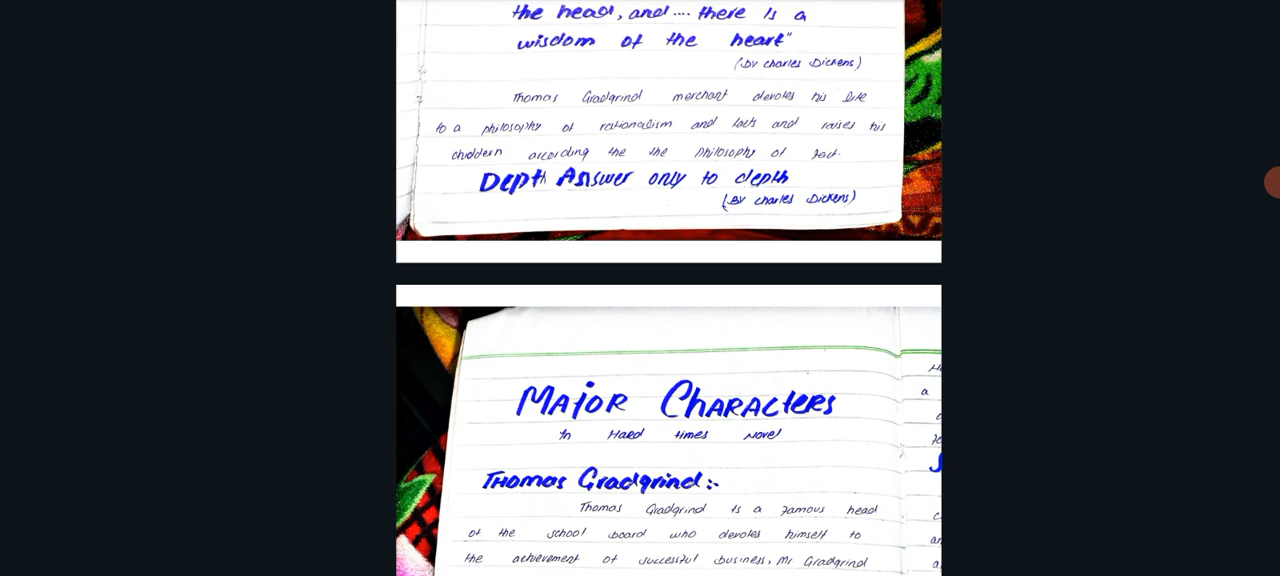 the head, and .... there is a
wisdom of the heart"
(by charles Dickens)
Thomas Gradgrind merchant devotes his life
to a philosophy of rationalism and facts and raises his
childdern according the the philosophy of fact.
Depth Answer only to depth
(By charles Dickens)
MAjOR CHARACters
In Hard times Novel
Thomas Gradgrind:-
Thomas Gradgrind is a famous head
of the school board who devotes himself to
the achievement of successful business, Mr Gradgrind